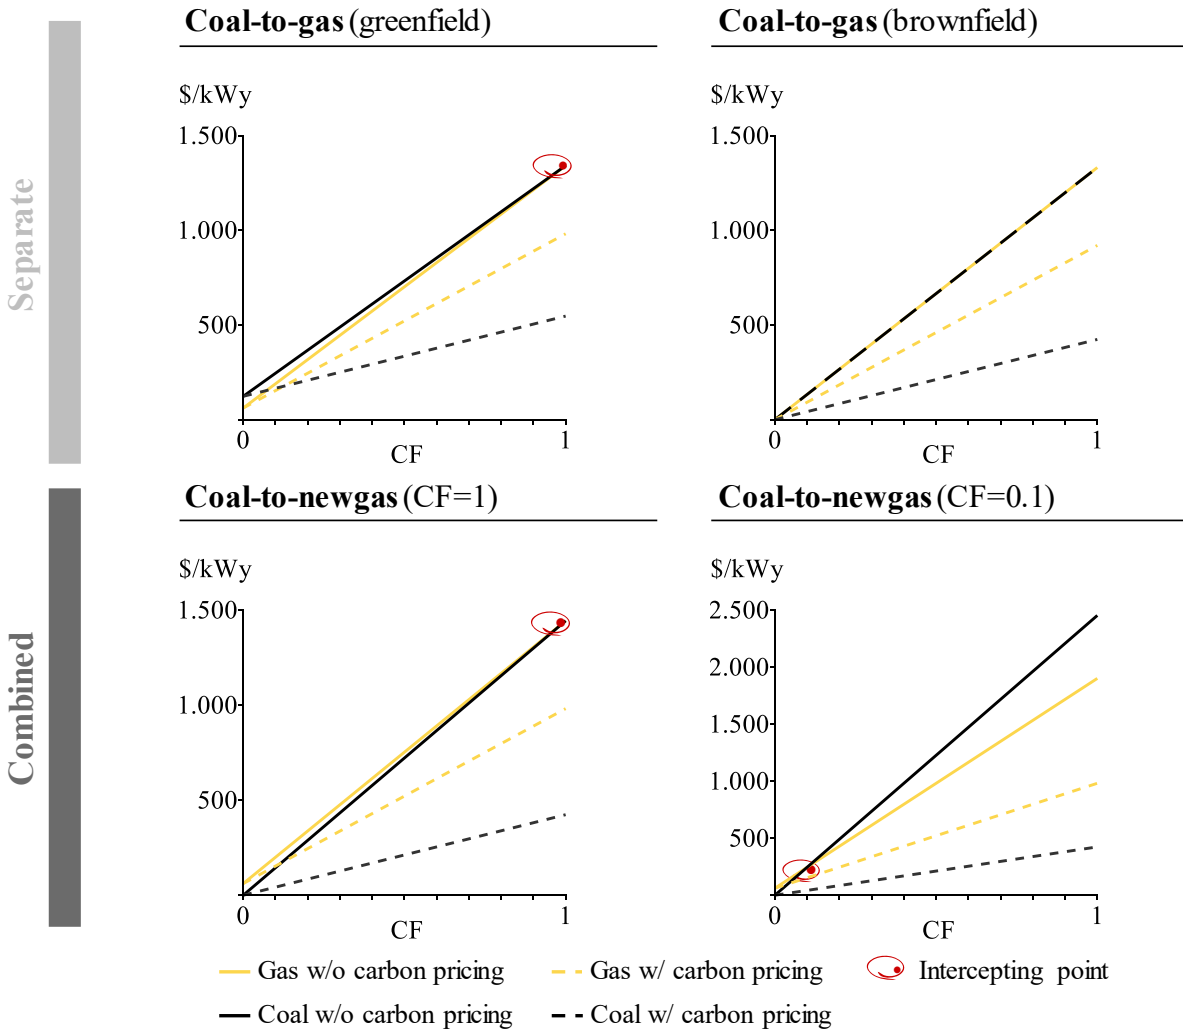 Coal-to-gas (greenfield)
Coal-to-gas (brownfield)
Separate
$/kWy
1.500
1.000
500
0
1
CF
$/kWy
1.500
1.000
500
0
1
CF
Coal-to-newgas (CF=1)
Coal-to-newgas (CF=0.1)
Combined
$/kWy
1.500
1.000
500
0
1
CF
$/kWy
2.500
2.000
1.500
1.000
500
0
1
CF
Gas w/o carbon pricing
Gas w/ carbon pricing
Intercepting point
Coal w/o carbon pricing
Coal w/ carbon pricing